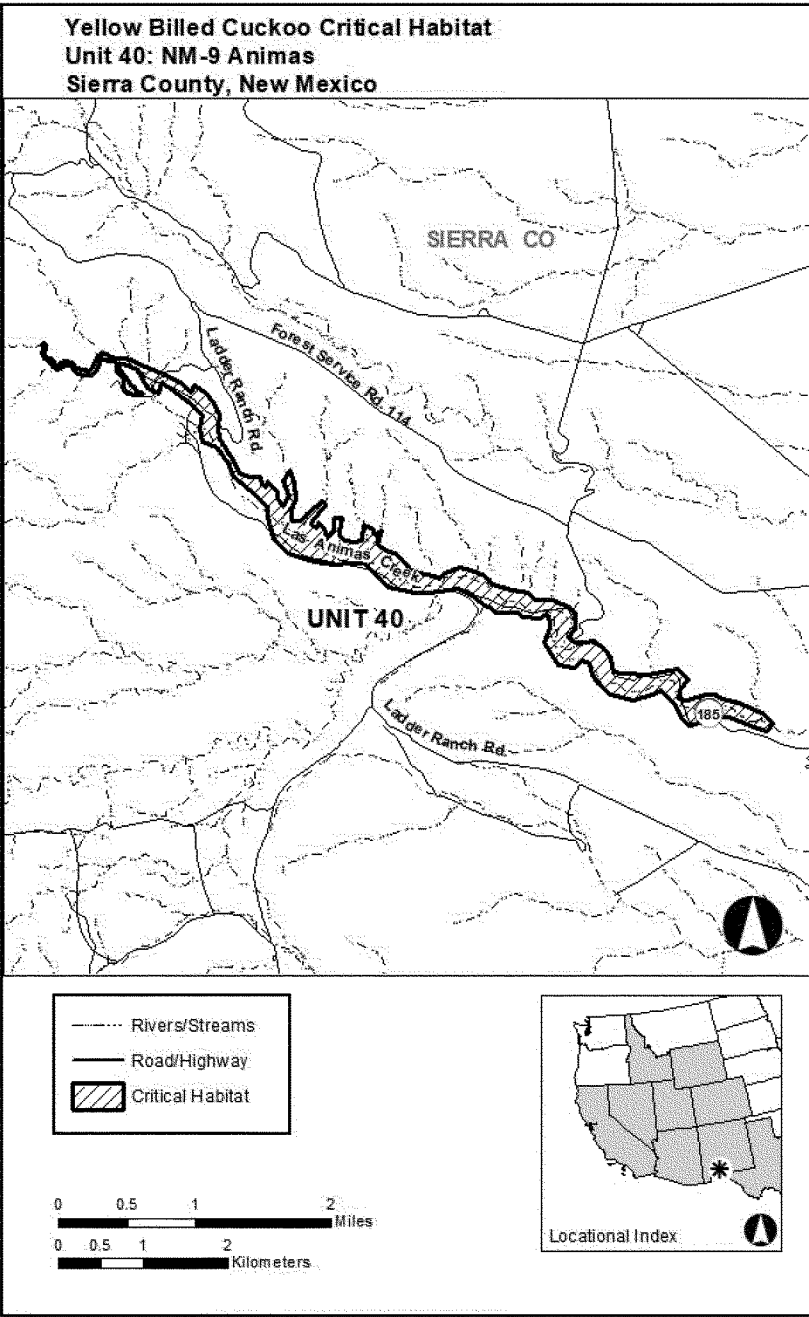 Yellow Billed Cuckoo Critical Habitat
Unit 40: NM-9 Animas
Sierra County, New Mexico
SIERRA CO
Forest Service Rd. 114
Ladder Ranch Rd.
Las Animas Creek
UNIT 40
185
Ladder Ranch Rd.
Rivers/Streams
Road/Highway
Critical Habitat
0 0.5 1 2
Miles
0 0.5 1 2
Kilometers
Locational Index